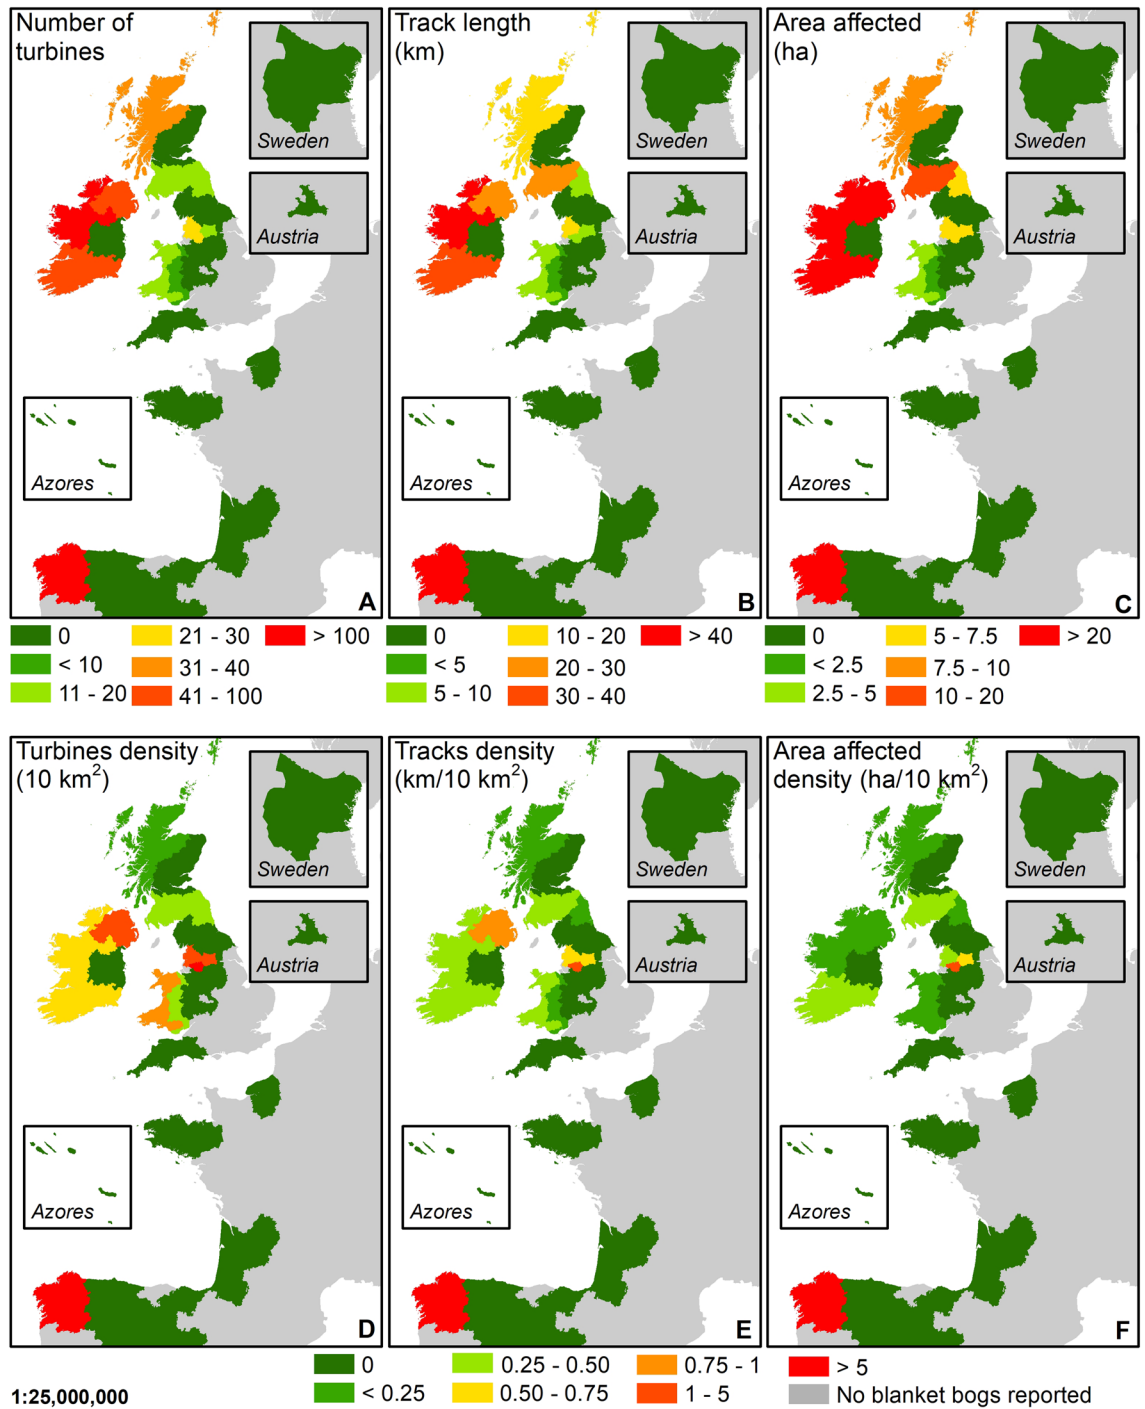 Number of
turbines
Sweden
Austria
Azores
A
Track length
(km)
Sweden
Austria
Azores
B
Area affected
(ha)
Sweden
Austria
Azores
C
0
< 10
11 - 20
21 - 30
31 - 40
41 - 100
> 100
0
< 5
5 - 10
10 - 20
20 - 30
30 - 40
> 40
0
< 2.5
2.5 - 5
5 - 7.5
7.5 - 10
10 - 20
> 20
Turbines density
(10 km²)
Sweden
Austria
Azores
D
Tracks density
(km/10 km²)
Sweden
Austria
Azores
E
Area affected
density (ha/10 km²)
Sweden
Austria
Azores
F
1:25,000,000
0
< 0.25
0.25 - 0.50
0.50 - 0.75
0.75 - 1
1 - 5
> 5
No blanket bogs reported